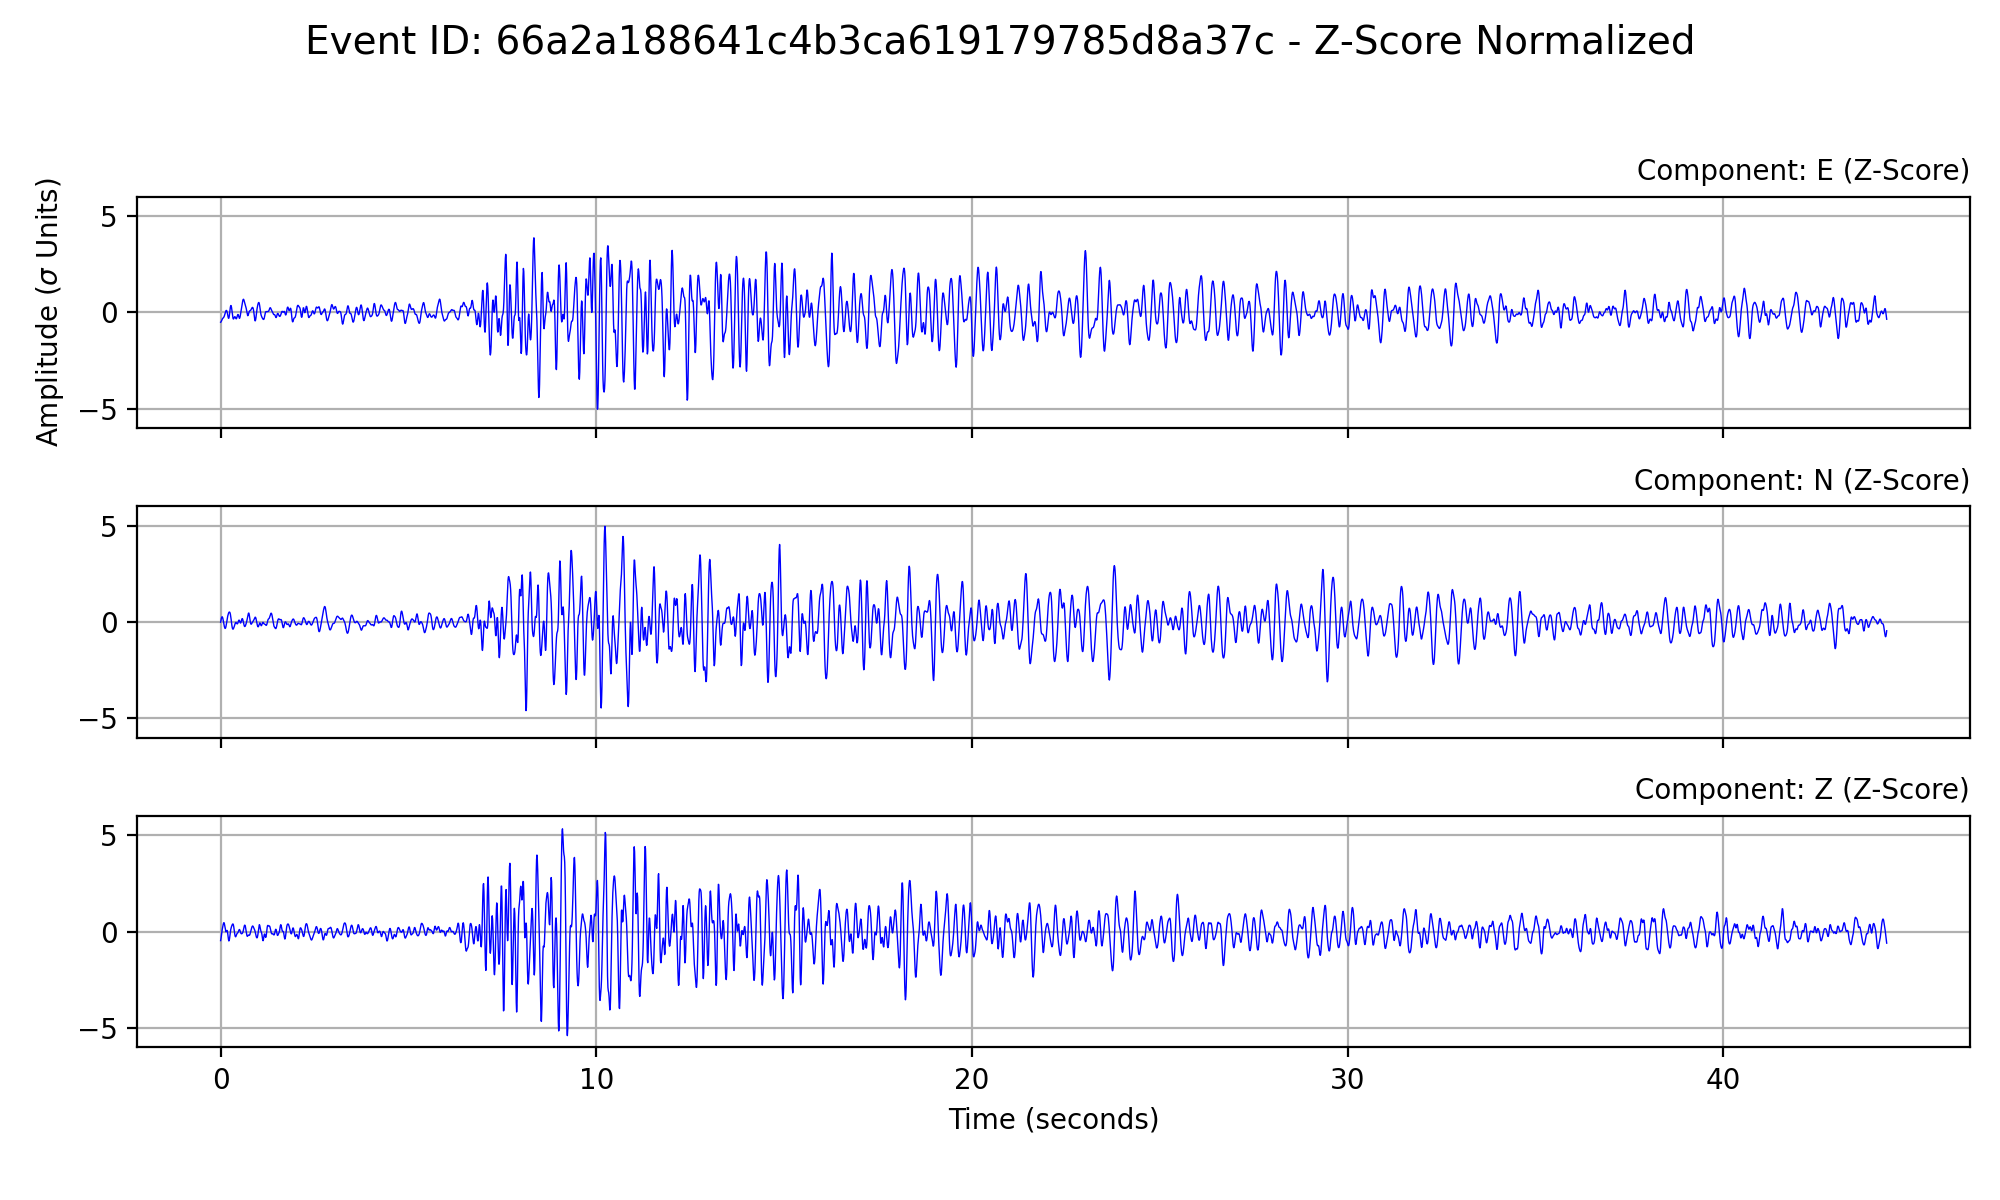 Event ID: 66a2a188641c4b3ca619179785d8a37c - Z-Score Normalized
Component: E (Z-Score)
Amplitude (σ Units)
5
0
−5
Component: N (Z-Score)
5
0
−5
Component: Z (Z-Score)
5
0
−5
0 10 20 30 40
Time (seconds)